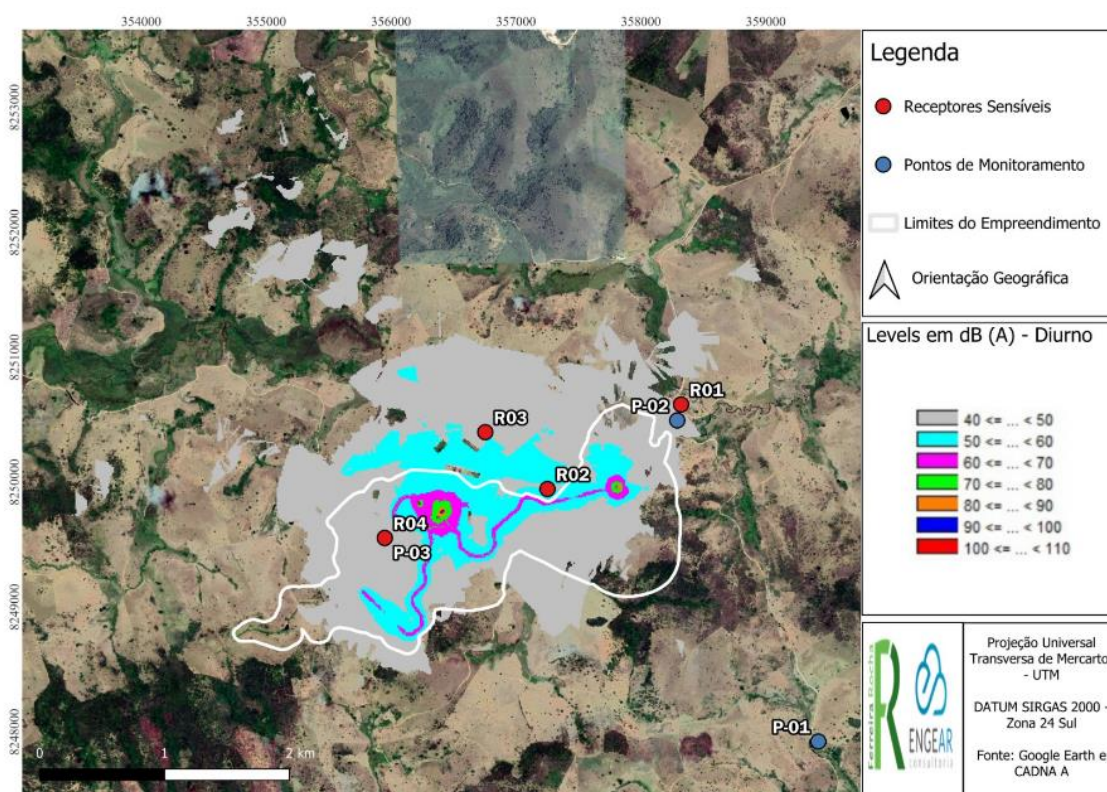 354000 355000 356000 357000 358000 359000
8253000
8252000
8251000
8250000
8249000
8248000
R01
P-02
R03
R02
R04
P-03
P-01
0 1 2 km
Legenda
Receptores Sensíveis
Pontos de Monitoramento
Limites do Empreendimento
Orientação Geográfica
Levels em dB (A) - Diurno
40 <= ... < 50
50 <= ... < 60
60 <= ... < 70
70 <= ... < 80
80 <= ... < 90
90 <= ... < 100
100 <= ... < 110
Ferreira Rocha
FR
ENGEAR
consultoria
Projeção Universal
Transversa de Mercator
- UTM
DATUM SIRGAS 2000 -
Zona 24 Sul
Fonte: Google Earth e
CADNA A